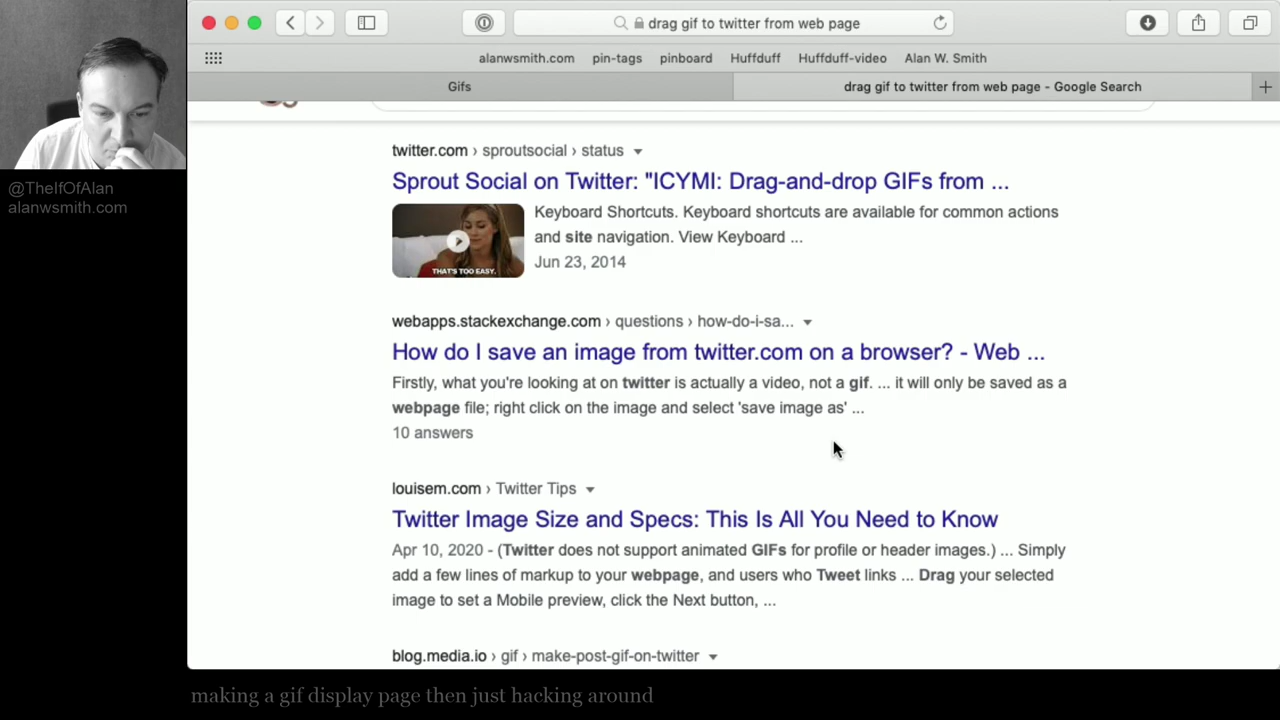 drag gif to twitter from web page
alanwsmith.com pin-tags pinboard Huffduff Huffduff-video Alan W. Smith
Gifs
drag gif to twitter from web page - Google Search
@TheIfOfAlan
alanwsmith.com
twitter.com › sproutsocial › status
Sprout Social on Twitter: "ICYMI: Drag-and-drop GIFs from ...
THAT'S TOO EASY.
Keyboard Shortcuts. Keyboard shortcuts are available for common actions
and site navigation. View Keyboard ...
Jun 23, 2014
webapps.stackexchange.com › questions › how-do-i-sa...
How do I save an image from twitter.com on a browser? - Web ...
Firstly, what you're looking at on twitter is actually a video, not a gif. ... it will only be saved as a
webpage file; right click on the image and select 'save image as' ...
10 answers
louisem.com › Twitter Tips
Twitter Image Size and Specs: This Is All You Need to Know
Apr 10, 2020 - (Twitter does not support animated GIFs for profile or header images.) ... Simply
add a few lines of markup to your webpage, and users who Tweet links ... Drag your selected
image to set a Mobile preview, click the Next button, ...
blog.media.io › gif › make-post-gif-on-twitter
making a gif display page then just hacking around